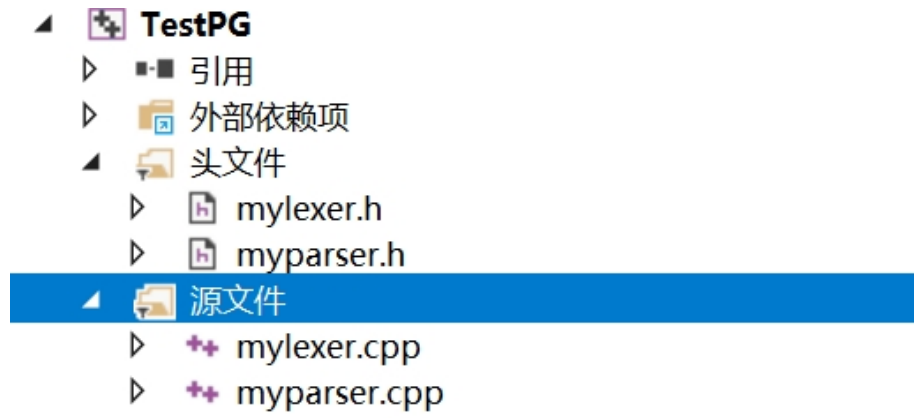 TestPG
引用
外部依赖项
头文件
mylexer.h
myparser.h
源文件
mylexer.cpp
myparser.cpp